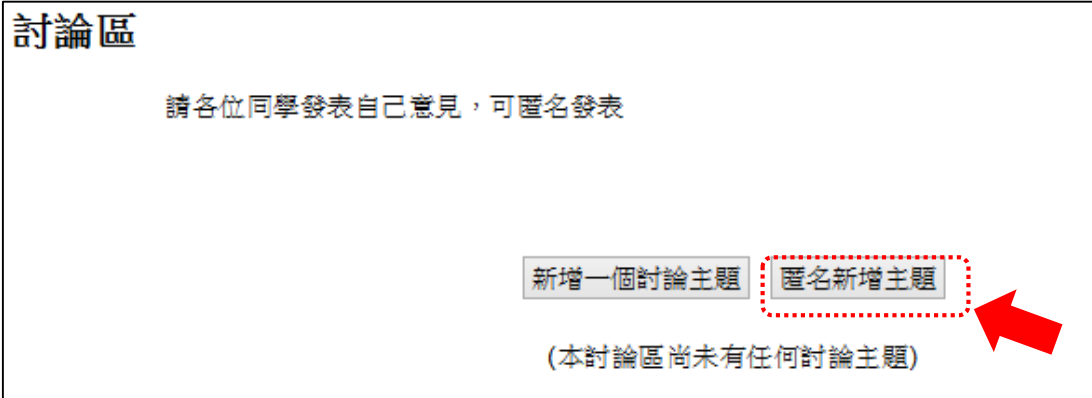 討論區
請各位同學發表自己意見，可匿名發表
新增一個討論主題 匿名新增主題
(本討論區尚未有任何討論主題)